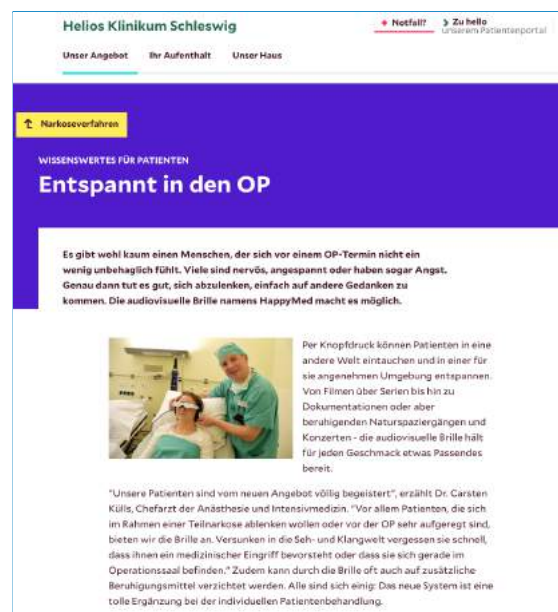 Helios Klinikum Schleswig
Notfall?
Zu hello
unserem Patientenportal
Unser Angebot Ihr Aufenthalt Unser Haus
Narkoseverfahren
WISSENSWERTES FÜR PATIENTEN
Entspannt in den OP
Es gibt wohl kaum einen Menschen, der sich vor einem OP-Termin nicht ein
wenig unbehaglich fühlt. Viele sind nervös, angespannt oder haben sogar Angst.
Genau dann tut es gut, sich abzulenken, einfach auf andere Gedanken zu
kommen. Die audiovisuelle Brille namens HappyMed macht es möglich.
Per Knopfdruck können Patienten in eine
andere Welt eintauchen und in einer für
sie angenehmen Umgebung entspannen.
Von Filmen über Serien bis hin zu
Dokumentationen oder aber
beruhigenden Naturspaziergängen und
Konzerten - die audiovisuelle Brille hält
für jeden Geschmack etwas Passendes
bereit.
"Unsere Patienten sind vom neuen Angebot völlig begeistert", erzählt Dr. Carsten
Külls, Chefarzt der Anästhesie und Intensivmedizin. "Vor allem Patienten, die sich
im Rahmen einer Teilnarkose ablenken wollen oder vor der OP sehr aufgeregt sind,
bieten wir die Brille an. Versunken in die Seh- und Klangwelt vergessen sie schnell,
dass ihnen ein medizinischer Eingriff bevorsteht oder dass sie sich gerade im
Operationssaal befinden." Zudem kann durch die Brille oft auch auf zusätzliche
Beruhigungsmittel verzichtet werden. Alle sind sich einig: Das neue System ist eine
tolle Ergänzung bei der individuellen Patientenbehandlung.